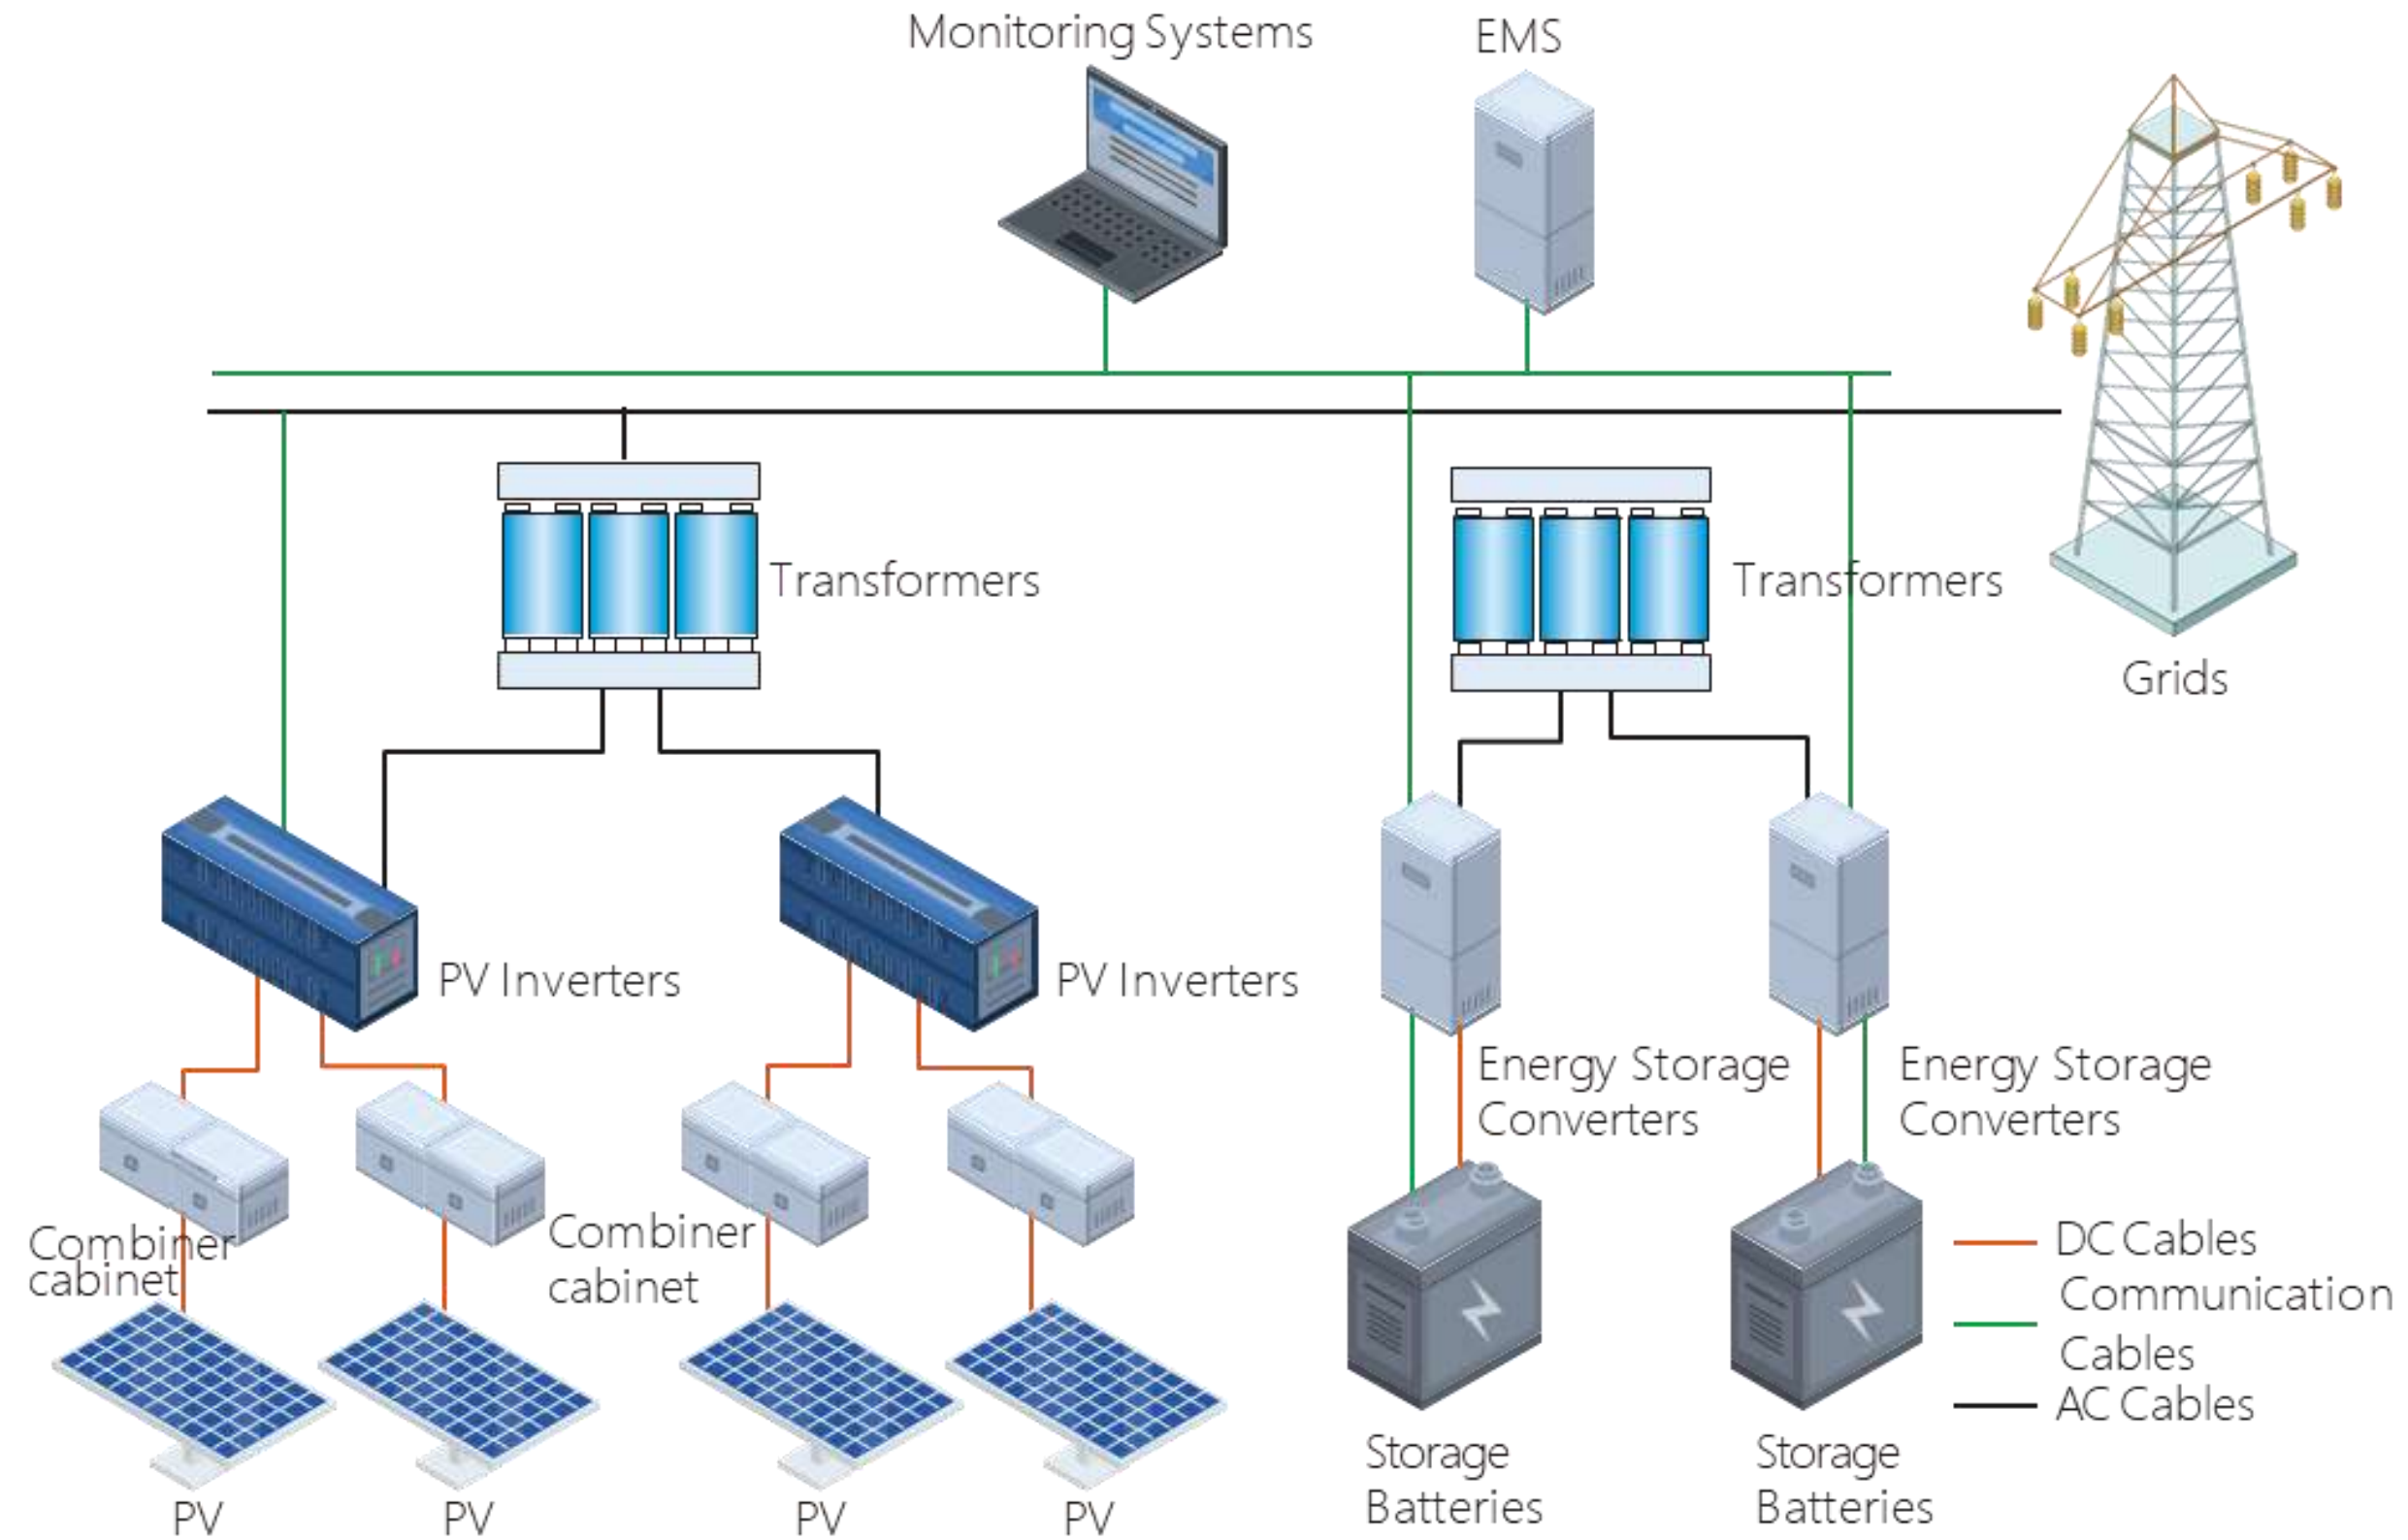 Monitoring Systems
EMS
Transformers
Transformers
Grids
PV Inverters
PV Inverters
Energy Storage
Converters
Energy Storage
Converters
Combiner
cabinet
Combiner
cabinet
DC Cables
Communication
Cables
AC Cables
Storage
Batteries
Storage
Batteries
PV
PV
PV
PV